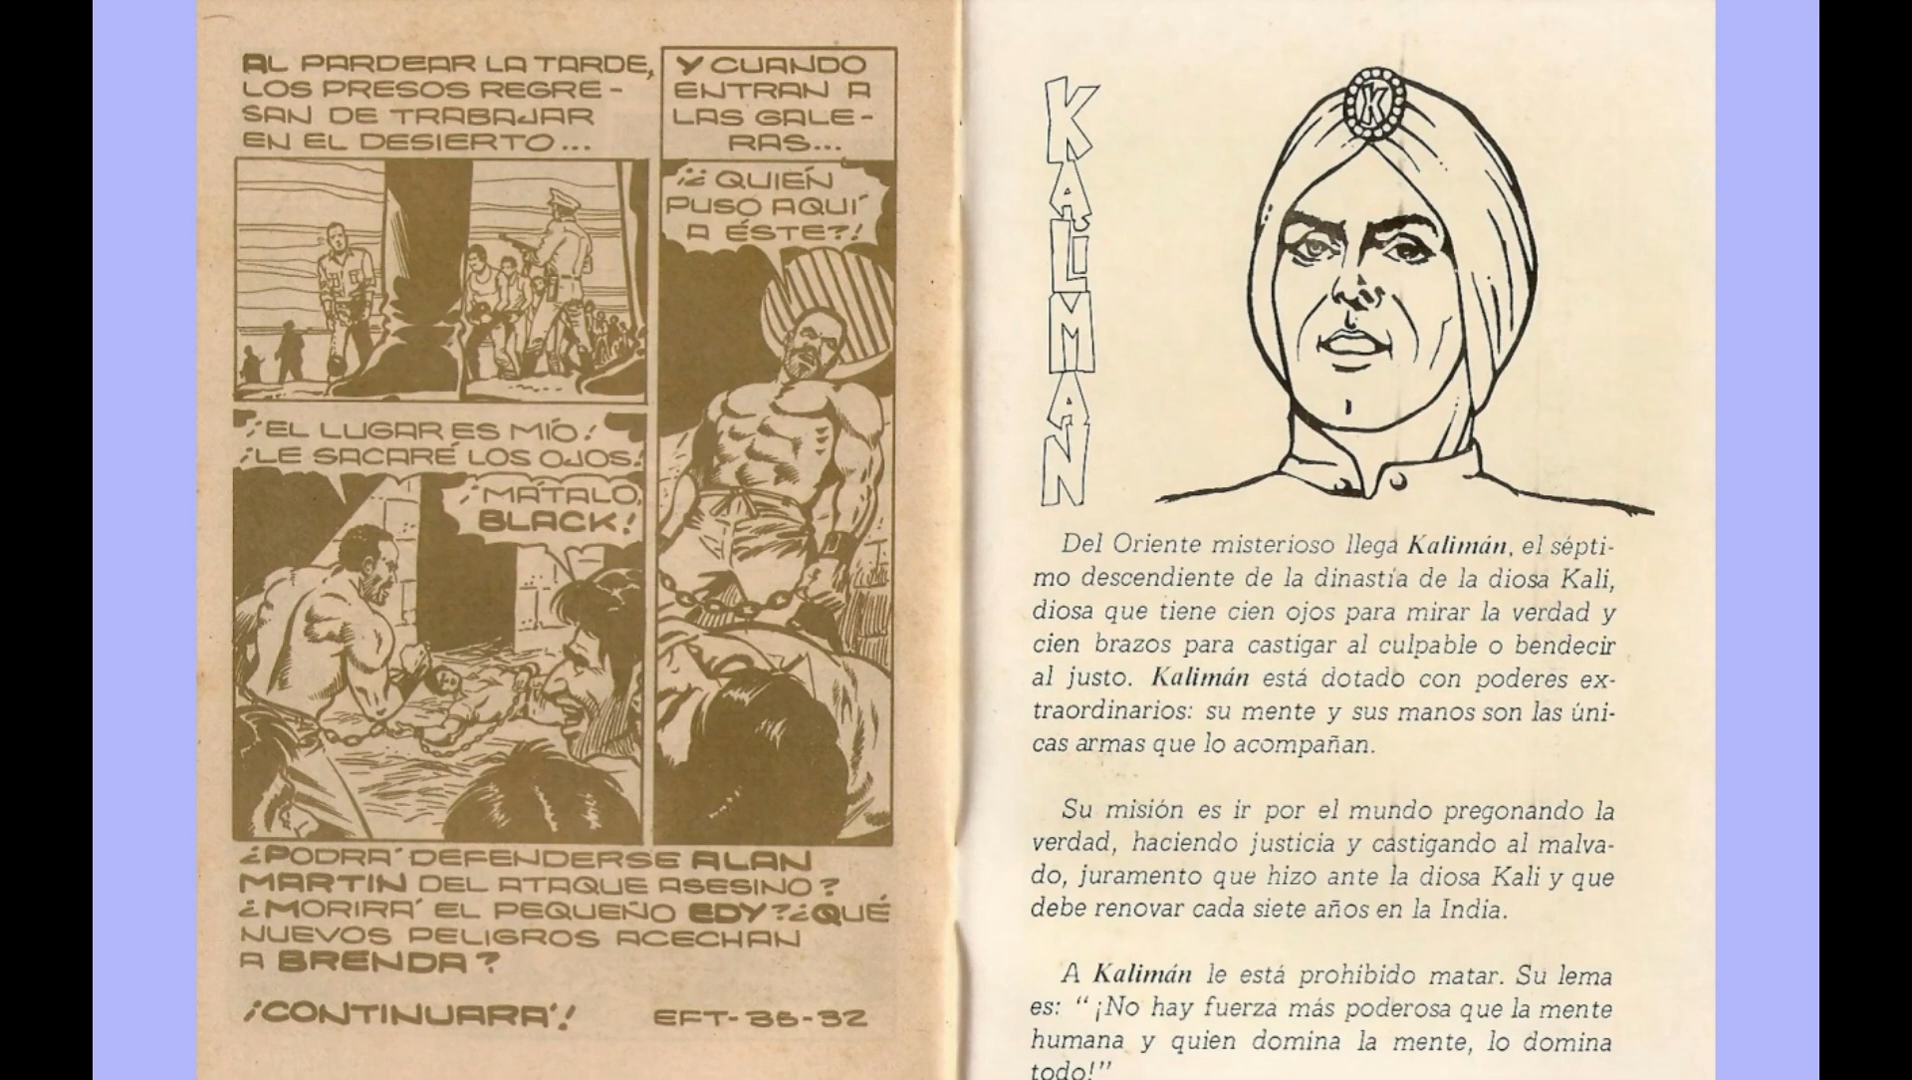 AL PARDEAR LA TARDE,
LOS PRESOS REGRE-
SAN DE TRABAJAR
EN EL DESIERTO...
Y CUANDO
ENTRAN A
LAS GALE-
RAS...
¡¿QUIÉN
PUSO AQUÍ
A ÉSTE?!
¡EL LUGAR ES MÍO!
¡LE SACARÉ LOS OJOS!
¡MÁTALO,
BLACK!
¿PODRÁ DEFENDERSE ALAN
MARTIN DEL ATAQUE ASESINO?
¿MORIRÁ EL PEQUEÑO EDY? ¿QUÉ
NUEVOS PELIGROS ACECHAN
A BRENDA?
¡CONTINUARÁ! EFT-36-32
K
KALIMAN
Del Oriente misterioso llega Kalimán, el sépti-
mo descendiente de la dinastía de la diosa Kali,
diosa que tiene cien ojos para mirar la verdad y
cien brazos para castigar al culpable o bendecir
al justo. Kalimán está dotado con poderes ex-
traordinarios: su mente y sus manos son las úni-
cas armas que lo acompañan.
Su misión es ir por el mundo pregonando la
verdad, haciendo justicia y castigando al malva-
do, juramento que hizo ante la diosa Kali y que
debe renovar cada siete años en la India.
A Kalimán le está prohibido matar. Su lema
es: "¡No hay fuerza más poderosa que la mente
humana y quien domina la mente, lo domina
todo!"